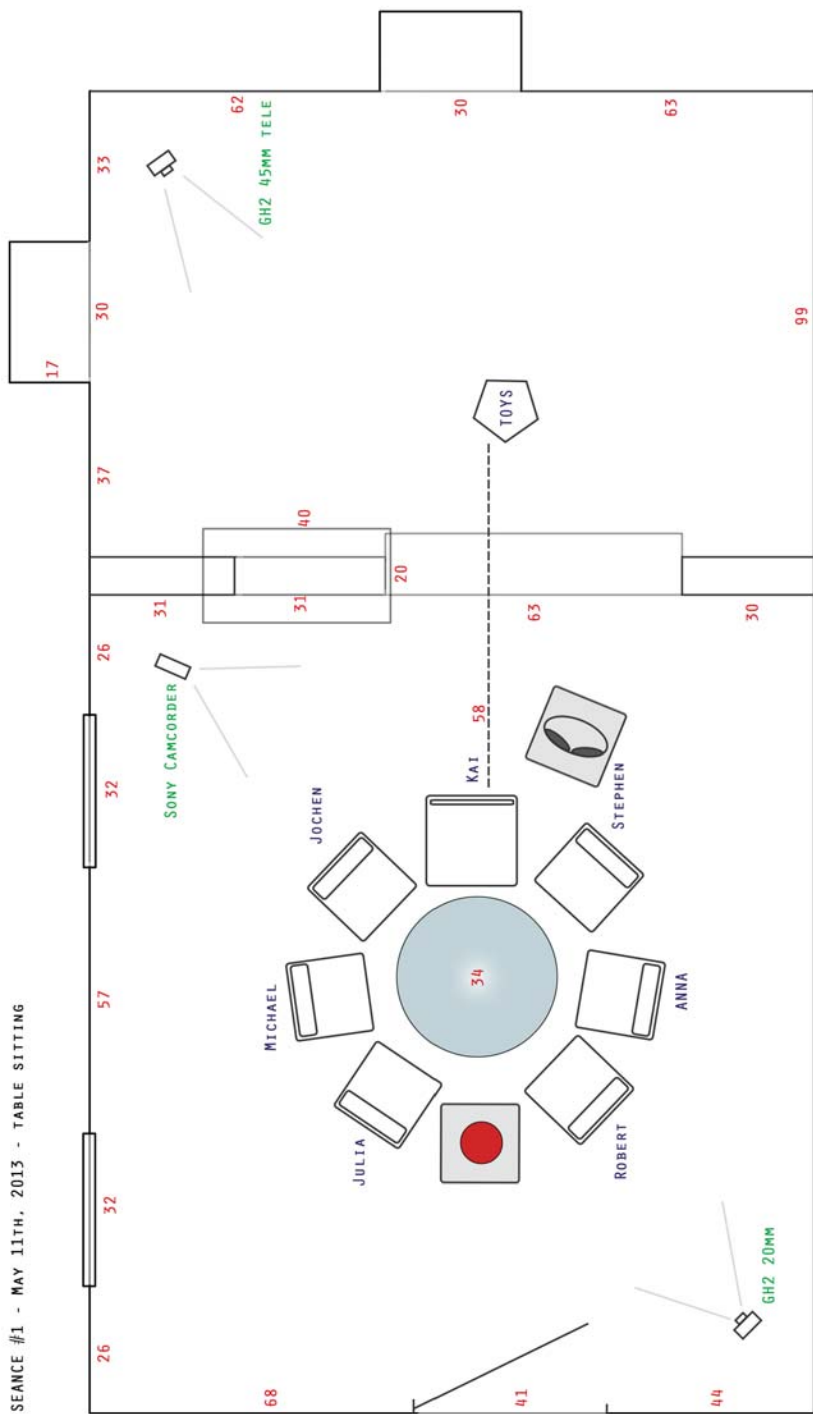 SEANCE #1 - MAY 11TH, 2013 - TABLE SITTING
17
26
32
57
32
26
37
30
33
31
SONY CAMCORDER
62
GH2 45MM TELE
68
MICHAEL
31
40
JOCHEN
JULIA
20
30
34
KAI
58
TOYS
41
63
ROBERT
STEPHEN
63
ANNA
44
30
GH2 20MM
99